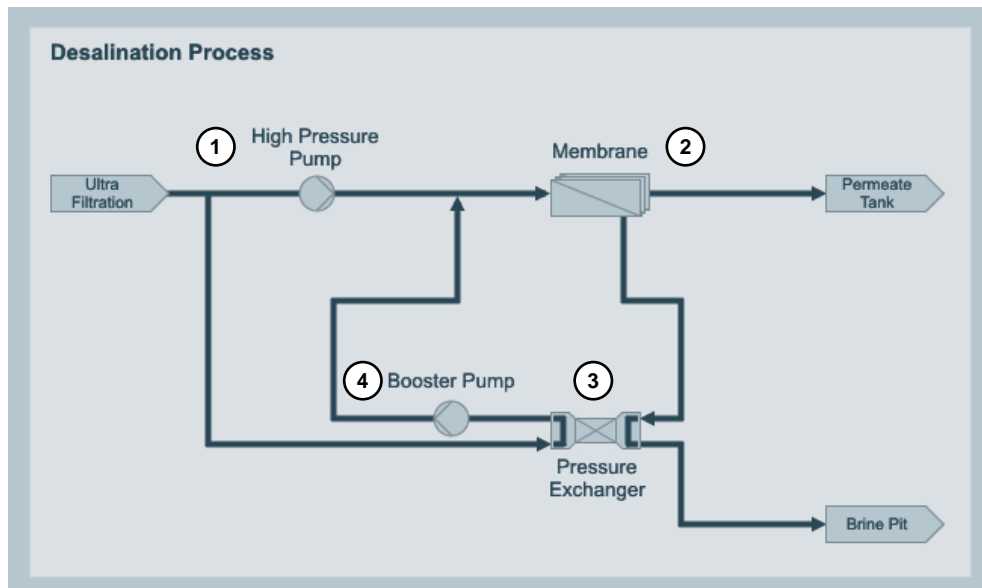 Desalination Process
1
High Pressure
Pump
Membrane
2
Ultra
Filtration
Permeate
Tank
4
Booster Pump
3
Pressure
Exchanger
Brine Pit